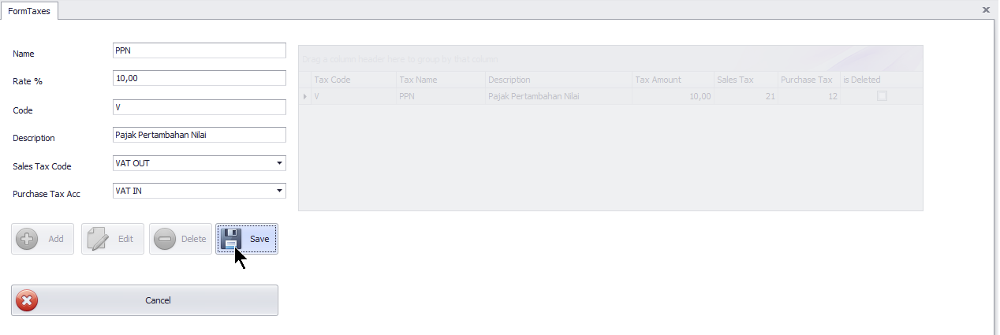 FormTaxes
Name PPN
Rate % 10,00
Code V
Description Pajak Pertambahan Nilai
Sales Tax Code VAT OUT
Purchase Tax Acc VAT IN
Add Edit Delete Save
Cancel
Drag a column header here to group by that column
Tax Code Tax Name Description Tax Amount Sales Tax Purchase Tax is Deleted
V PPN Pajak Pertambahan Nilai 10,00 21 12